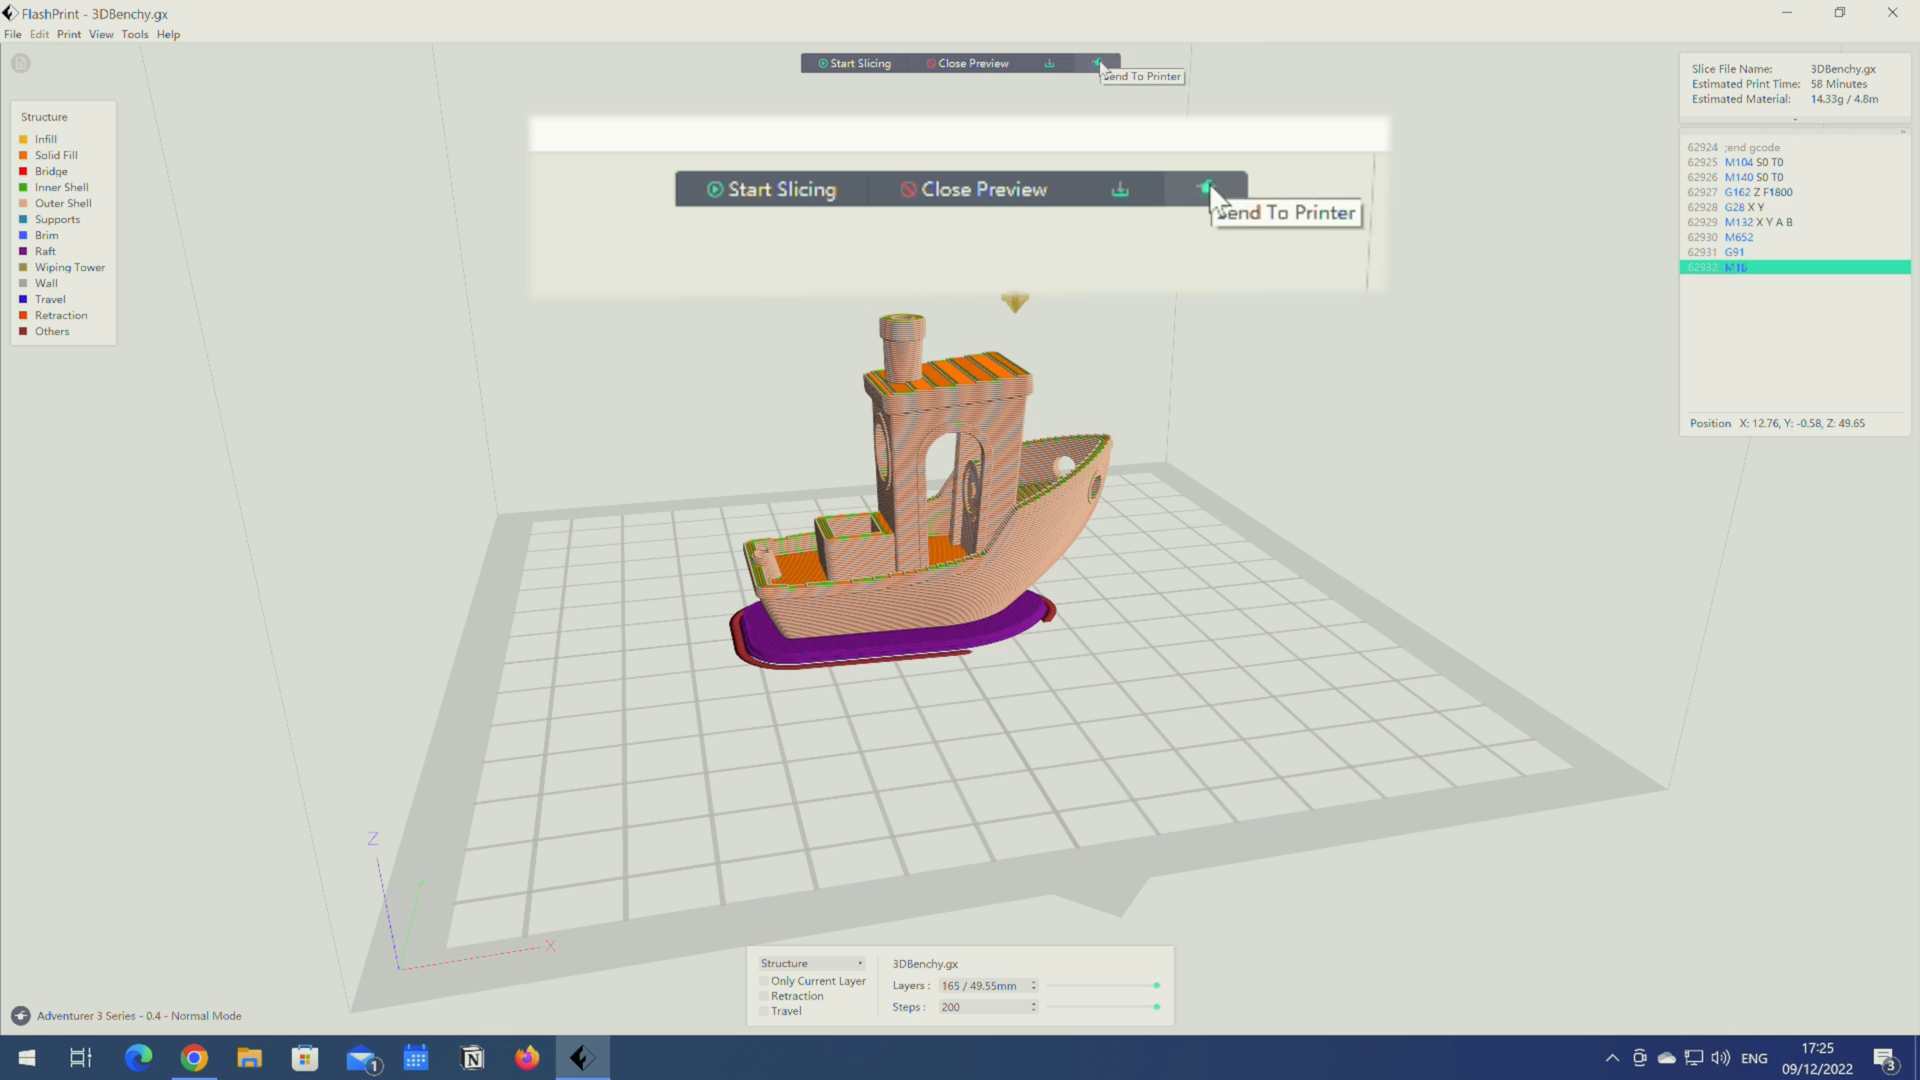 FlashPrint - 3DBenchy.gx
File Edit Print View Tools Help
Start Slicing Close Preview
Send To Printer
Start Slicing Close Preview
Send To Printer
Structure
Infill
Solid Fill
Bridge
Inner Shell
Outer Shell
Supports
Brim
Raft
Wiping Tower
Wall
Travel
Retraction
Others
Slice File Name: 3DBenchy.gx
Estimated Print Time: 58 Minutes
Estimated Material: 14.33g / 4.8m
62924 ;end gcode
62925 M104 S0 T0
62926 M140 S0 T0
62927 G162 Z F1800
62928 G28 X Y
62929 M132 X Y A B
62930 M652
62931 G91
62932
Position X: 12.76, Y: -0.58, Z: 49.65
Z
X
Structure
Only Current Layer
Retraction
Travel
3DBenchy.gx
Layers : 165 / 49.55mm
Steps : 200
Adventurer 3 Series - 0.4 - Normal Mode
1
N
ENG
17:25
09/12/2022
3